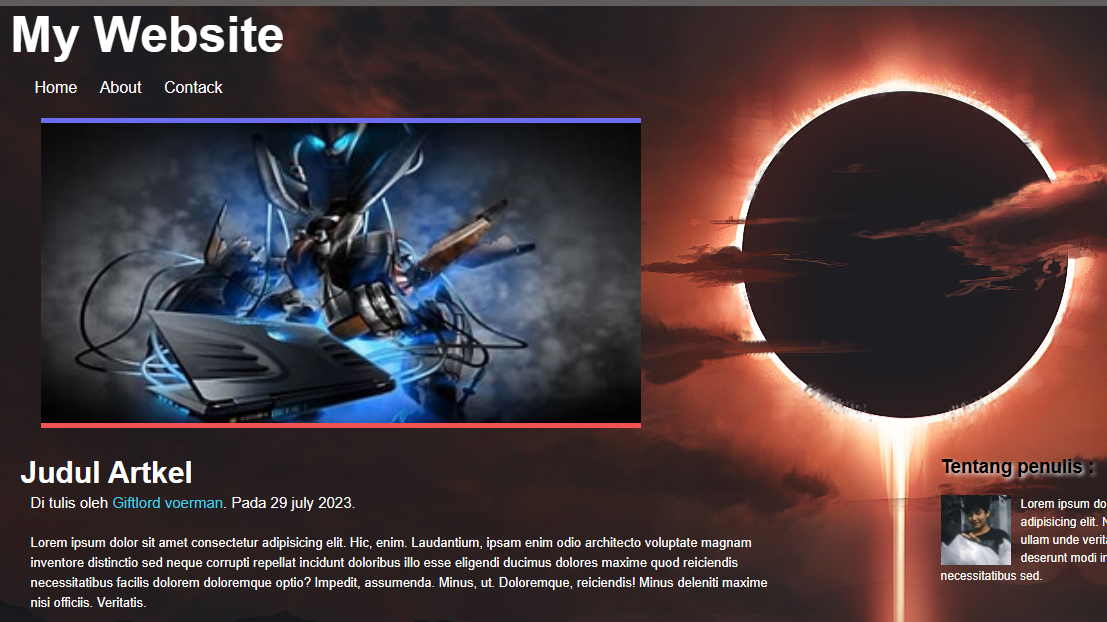 My Website
Home About Contack
Judul Artkel
Di tulis oleh Giftlord voerman. Pada 29 july 2023.
Lorem ipsum dolor sit amet consectetur adipisicing elit. Hic, enim. Laudantium, ipsam enim odio architecto voluptate magnam
inventore distinctio sed neque corrupti repellat incidunt doloribus illo esse eligendi ducimus dolores maxime quod reiciendis
necessitatibus facilis dolorem doloremque optio? Impedit, assumenda. Minus, ut. Doloremque, reiciendis! Minus deleniti maxime
nisi officiis. Veritatis.
Tentang penulis :
Lorem ipsum do
adipisicing elit. N
ullam unde verita
deserunt modi in
necessitatibus sed.